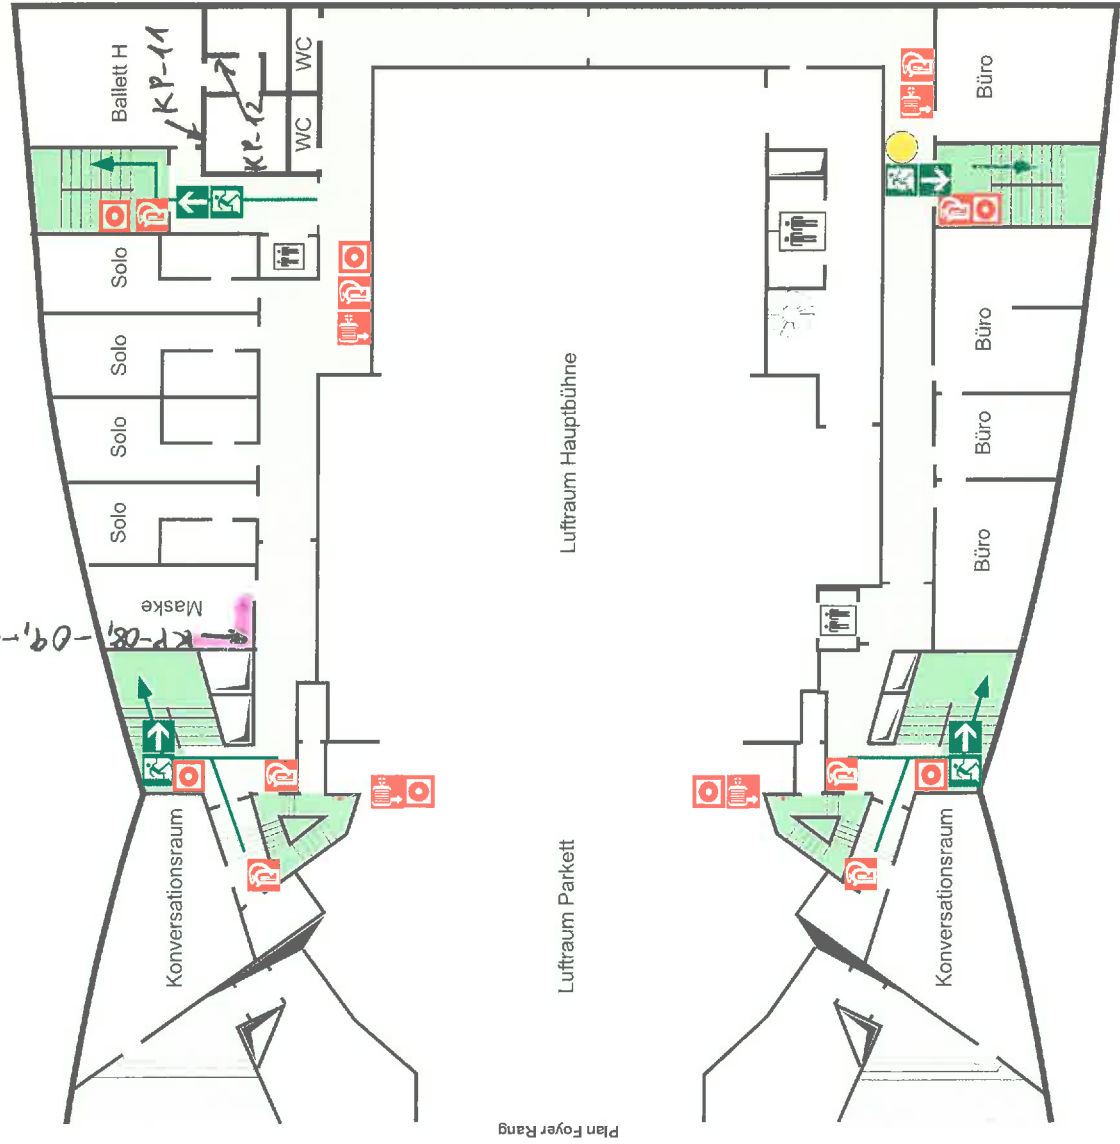 Ballett H
KP-11
KP-12
WC
WC
Büro
Solo
Solo
Solo
Solo
Maske
KP-08, -09,
Luftraum Hauptbühne
Büro
Büro
Büro
Konversationsraum
Luftraum Parkett
Konversationsraum
Plan Foyer Rang